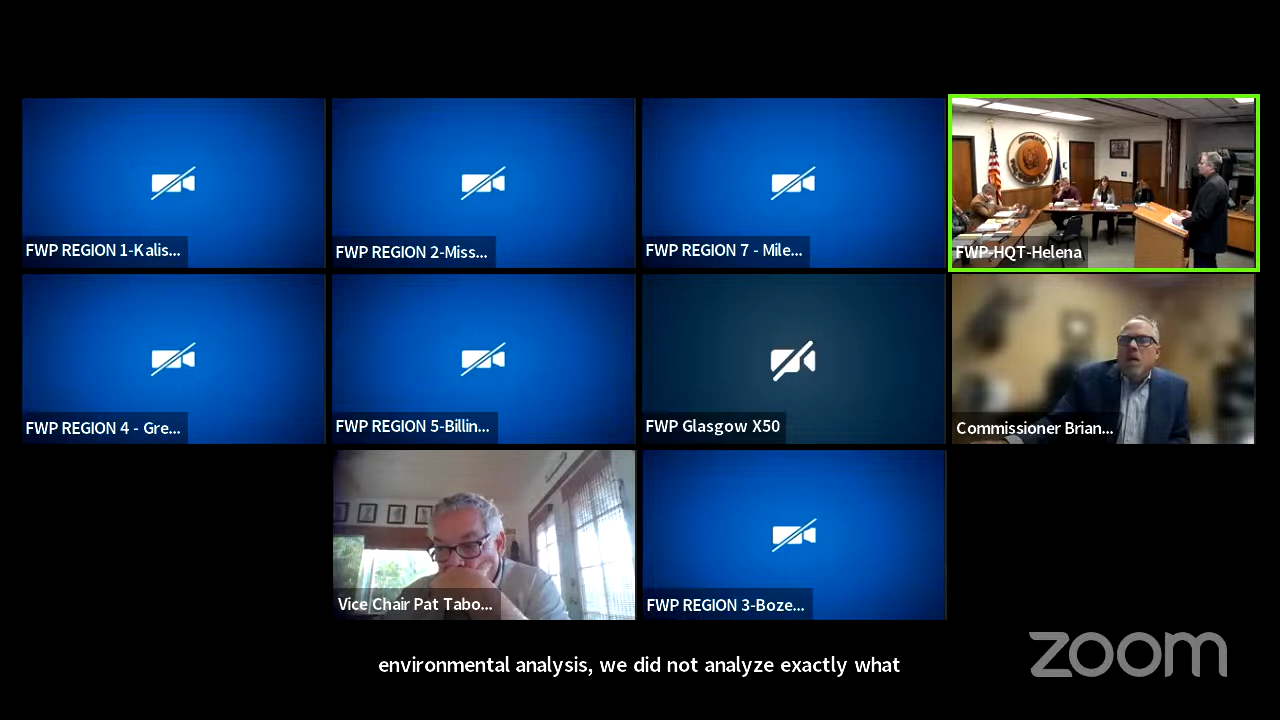 FWP REGION 1-Kalis...
FWP REGION 2-Miss...
FWP REGION 7 - Mile...
FWP-HQT-Helena
FWP REGION 4 - Gre...
FWP REGION 5-Billin...
FWP Glasgow X50
Commissioner Brian...
Vice Chair Pat Tabo...
FWP REGION 3-Boze...
environmental analysis, we did not analyze exactly what
zoom